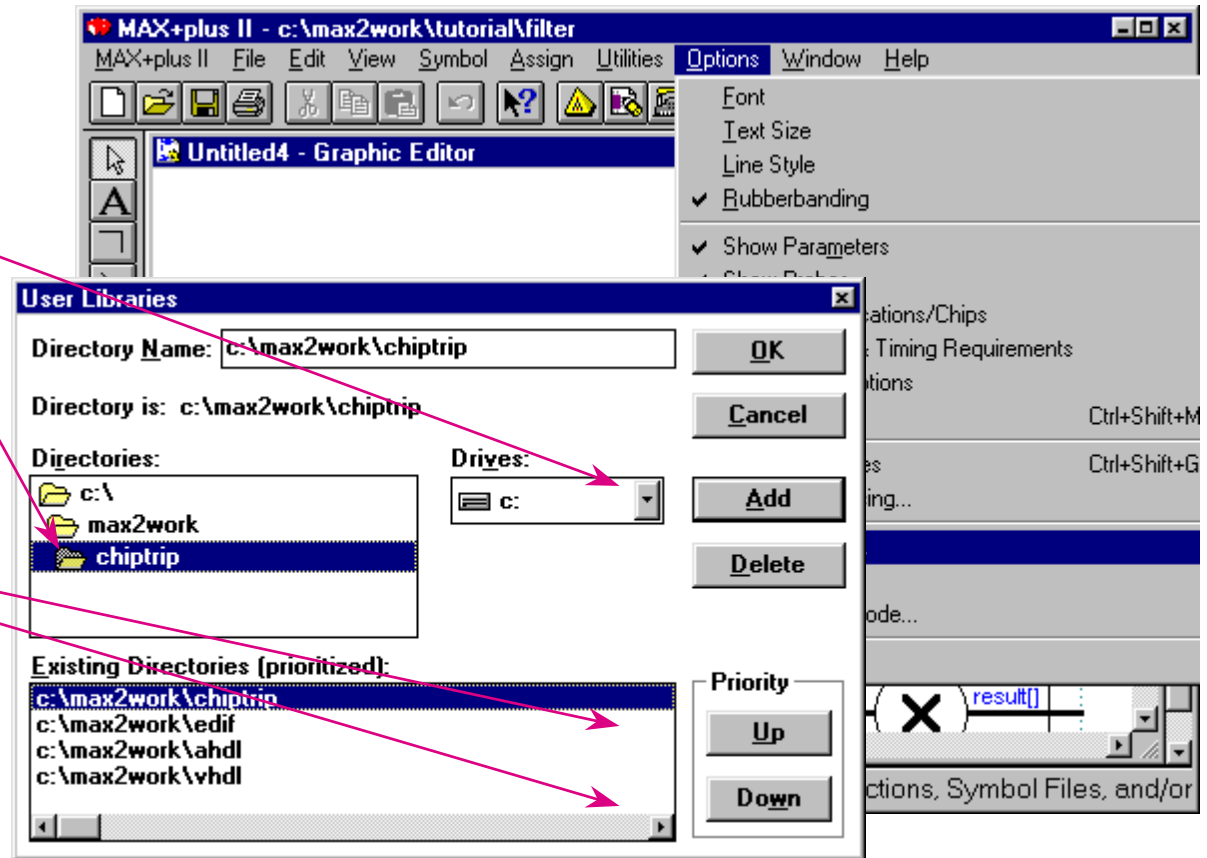 MAX+plus II - c:\max2work\tutorial\filter
MAX+plus II File Edit View Symbol Assign Utilities Options Window Help
Font
Text Size
Line Style
Rubberbanding
Untitled4 - Graphic Editor
A
Show Parameters
User Libraries
ations/Chips
Timing Requirements
tions
Ctrl+Shift+M
es Ctrl+Shift+G
ing...
ode...
Directory Name: c:\max2work\chiptrip
OK
Directory is: c:\max2work\chiptrip
Cancel
Directories:
Drives:
c:\
max2work
chiptrip
c:
Add
Delete
Existing Directories (prioritized):
c:\max2work\chiptrip
c:\max2work\edif
c:\max2work\ahdl
c:\max2work\vhdl
Priority
Up
Down
result[]
ctions, Symbol Files, and/or